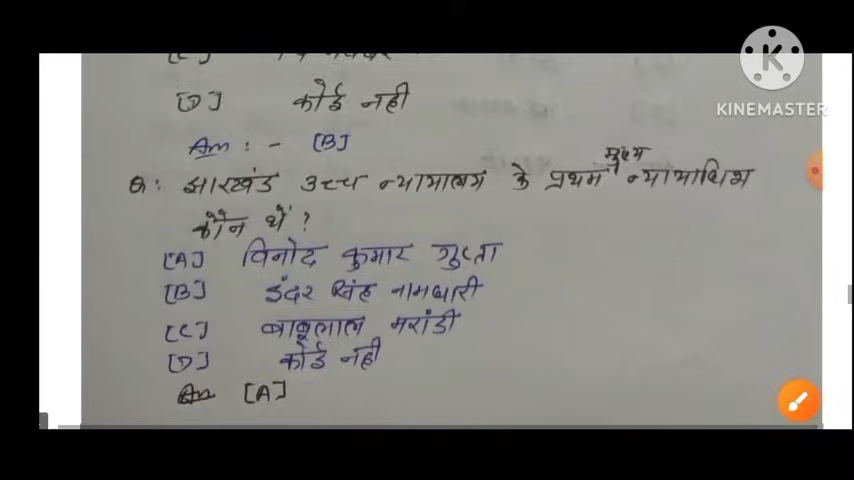 [D] कोई नही
Ans : - [B]
Q: झारखंड उच्च न्यायालय के प्रथम मुख्य न्यायाधिश
कौन थें ?
[A] विनोद कुमार गुप्ता
[B] इंदर सिंह नामधारी
[C] बाबूलाल मरांडी
[D] कोई नही
Ans [A]
KINEMASTER